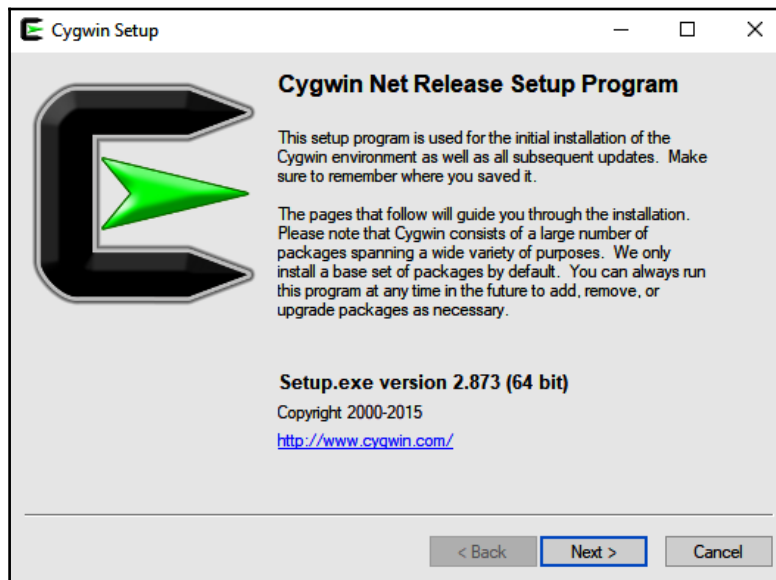 Cygwin Setup
Cygwin Net Release Setup Program
This setup program is used for the initial installation of the
Cygwin environment as well as all subsequent updates.  Make
sure to remember where you saved it.
The pages that follow will guide you through the installation.
Please note that Cygwin consists of a large number of
packages spanning a wide variety of purposes.  We only
install a base set of packages by default.  You can always run
this program at any time in the future to add, remove, or
upgrade packages as necessary.
Setup.exe version 2.873 (64 bit)
Copyright 2000-2015
http://www.cygwin.com/
< Back Next > Cancel